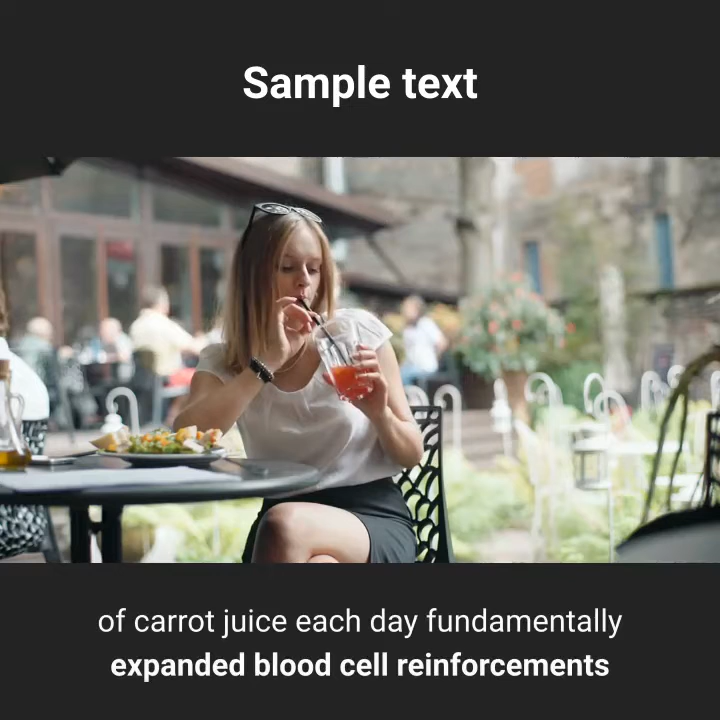 Sample text
of carrot juice each day fundamentally
expanded blood cell reinforcements